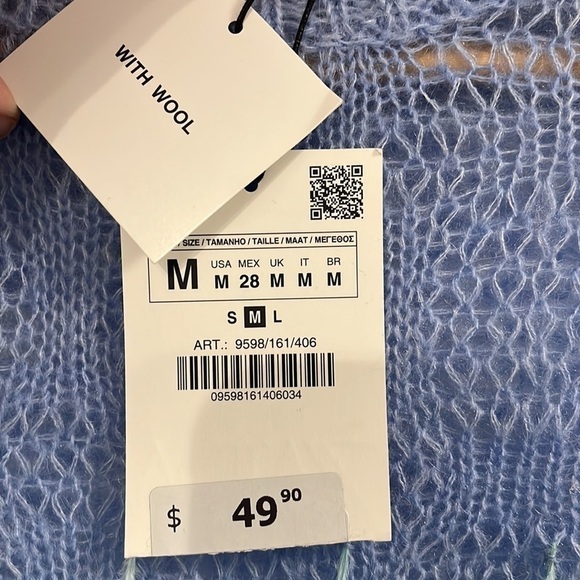 WITH WOOL
/ SIZE / TAMANHO / TAILLE / MAAT / ΜΕΓΕΘΟΣ
M
USA MEX UK IT BR
M 28 M M M
S M L
ART.: 9598/161/406
09598161406034
$ 49 90